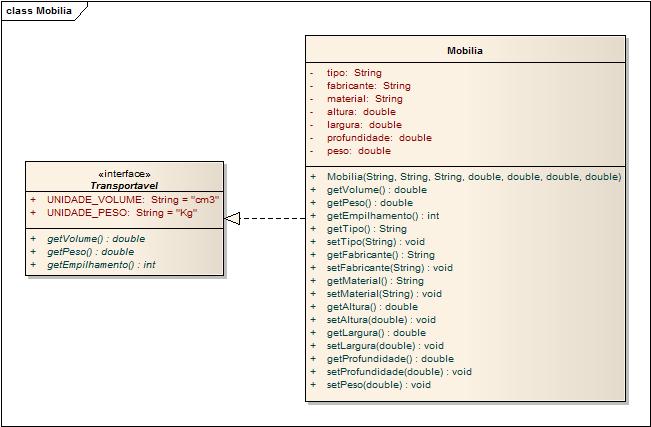 class Mobilia
Mobilia
- tipo: String
- fabricante: String
- material: String
- altura: double
- largura: double
- profundidade: double
- peso: double
+ Mobilia(String, String, String, double, double, double, double)
+ getVolume() : double
+ getPeso() : double
+ getEmpilhamento() : int
+ getTipo() : String
+ setTipo(String) : void
+ getFabricante() : String
+ setFabricante(String) : void
+ getMaterial() : String
+ setMaterial(String) : void
+ getAltura() : double
+ setAltura(double) : void
+ getLargura() : double
+ setLargura(double) : void
+ getProfundidade() : double
+ setProfundidade(double) : void
+ setPeso(double) : void
«interface»
Transportavel
+ UNIDADE_VOLUME: String = "cm3"
+ UNIDADE_PESO: String = "Kg"
+ getVolume() : double
+ getPeso() : double
+ getEmpilhamento() : int